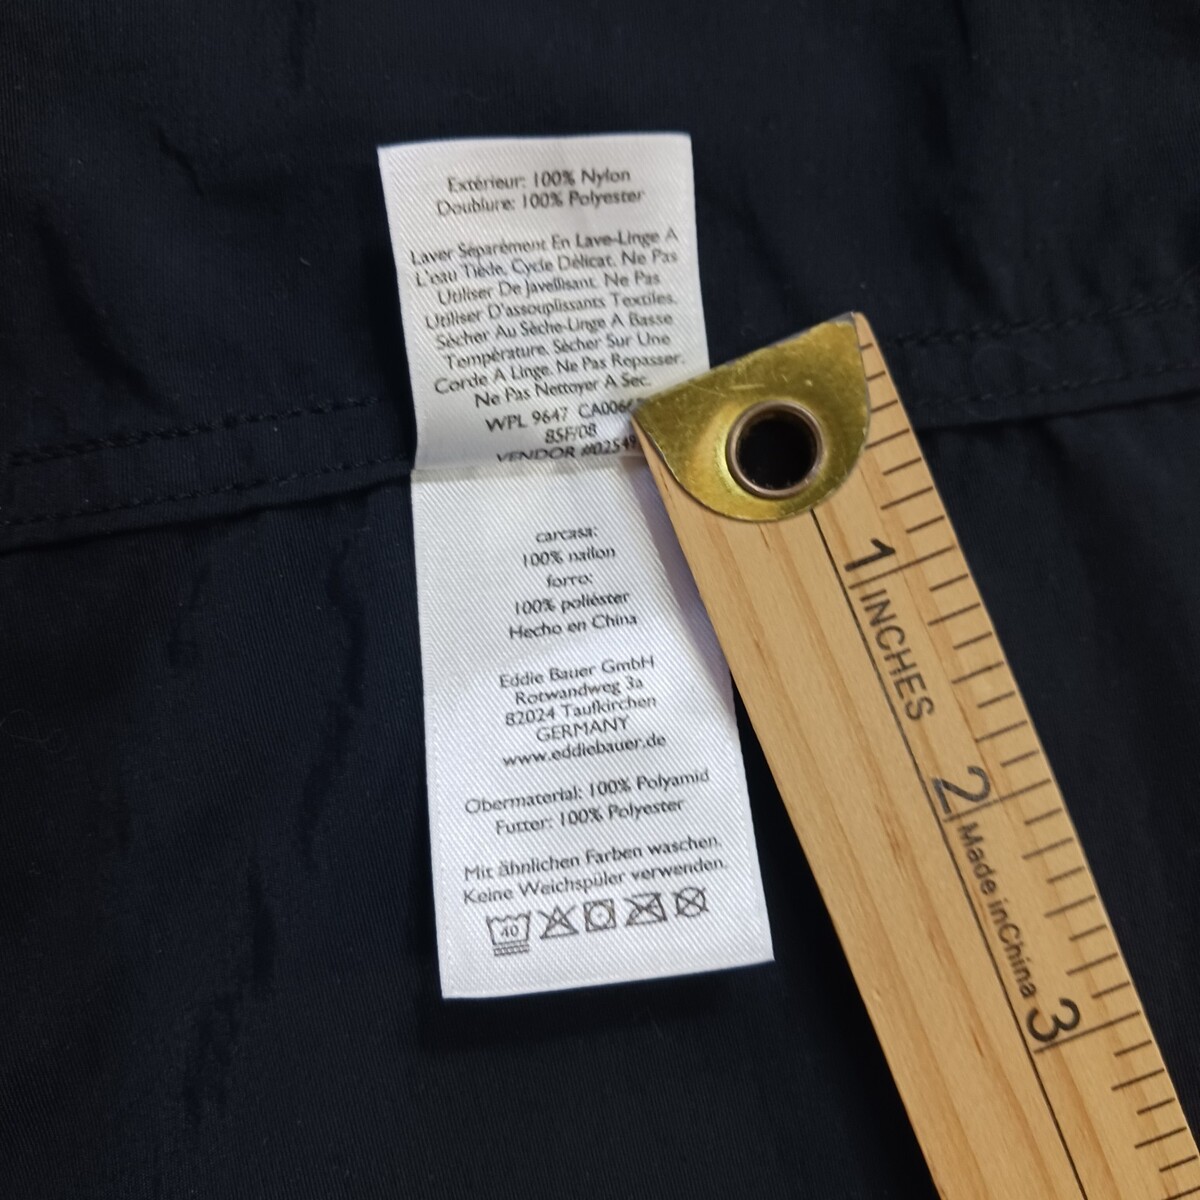 Extérieur: 100% Nylon
Doublure: 100% Polyester
Laver Séparément En Lave-Linge A
L'eau Tiède, Cycle Délicat. Ne Pas
Utiliser De Javellisant. Ne Pas
Utiliser D'assouplissants Textiles.
Sécher Au Sèche-Linge A Basse
Température. Sécher Sur Une
Corde A Linge. Ne Pas Repasser.
Ne Pas Nettoyer A Sec.
WPL 9647
85F/08
VENDOR
carcasa:
100% nailon
forro:
100% poliéster
Hecho en China
Eddie Bauer GmbH
Rotwandweg 3a
82024 Taufkirchen
GERMANY
www.eddiebauer.de
Obermaterial: 100% Polyamid
Futter: 100% Polyester
Mit ähnlichen Farben waschen.
Keine Weichspüler verwenden.
40
1
INCHES
2
Made in China
3